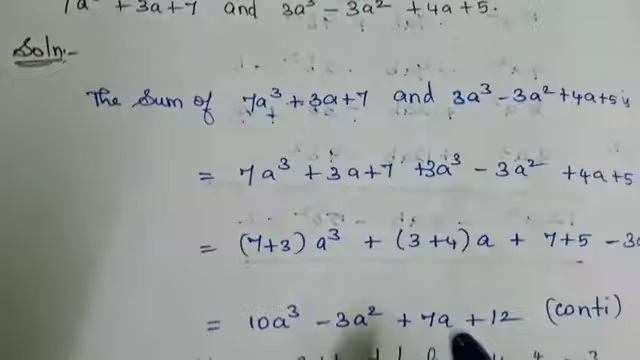 7a³ + 3a + 7 and 3a³ - 3a² + 4a + 5.
Soln:-
The Sum of 7a³ + 3a + 7 and 3a³ - 3a² + 4a + 5 is
= 7a³ + 3a + 7 + 3a³ - 3a² + 4a + 5
= (7+3) a³ + (3+4) a + 7 + 5 - 3a
= 10a³ - 3a² + 7a + 12 (conti)